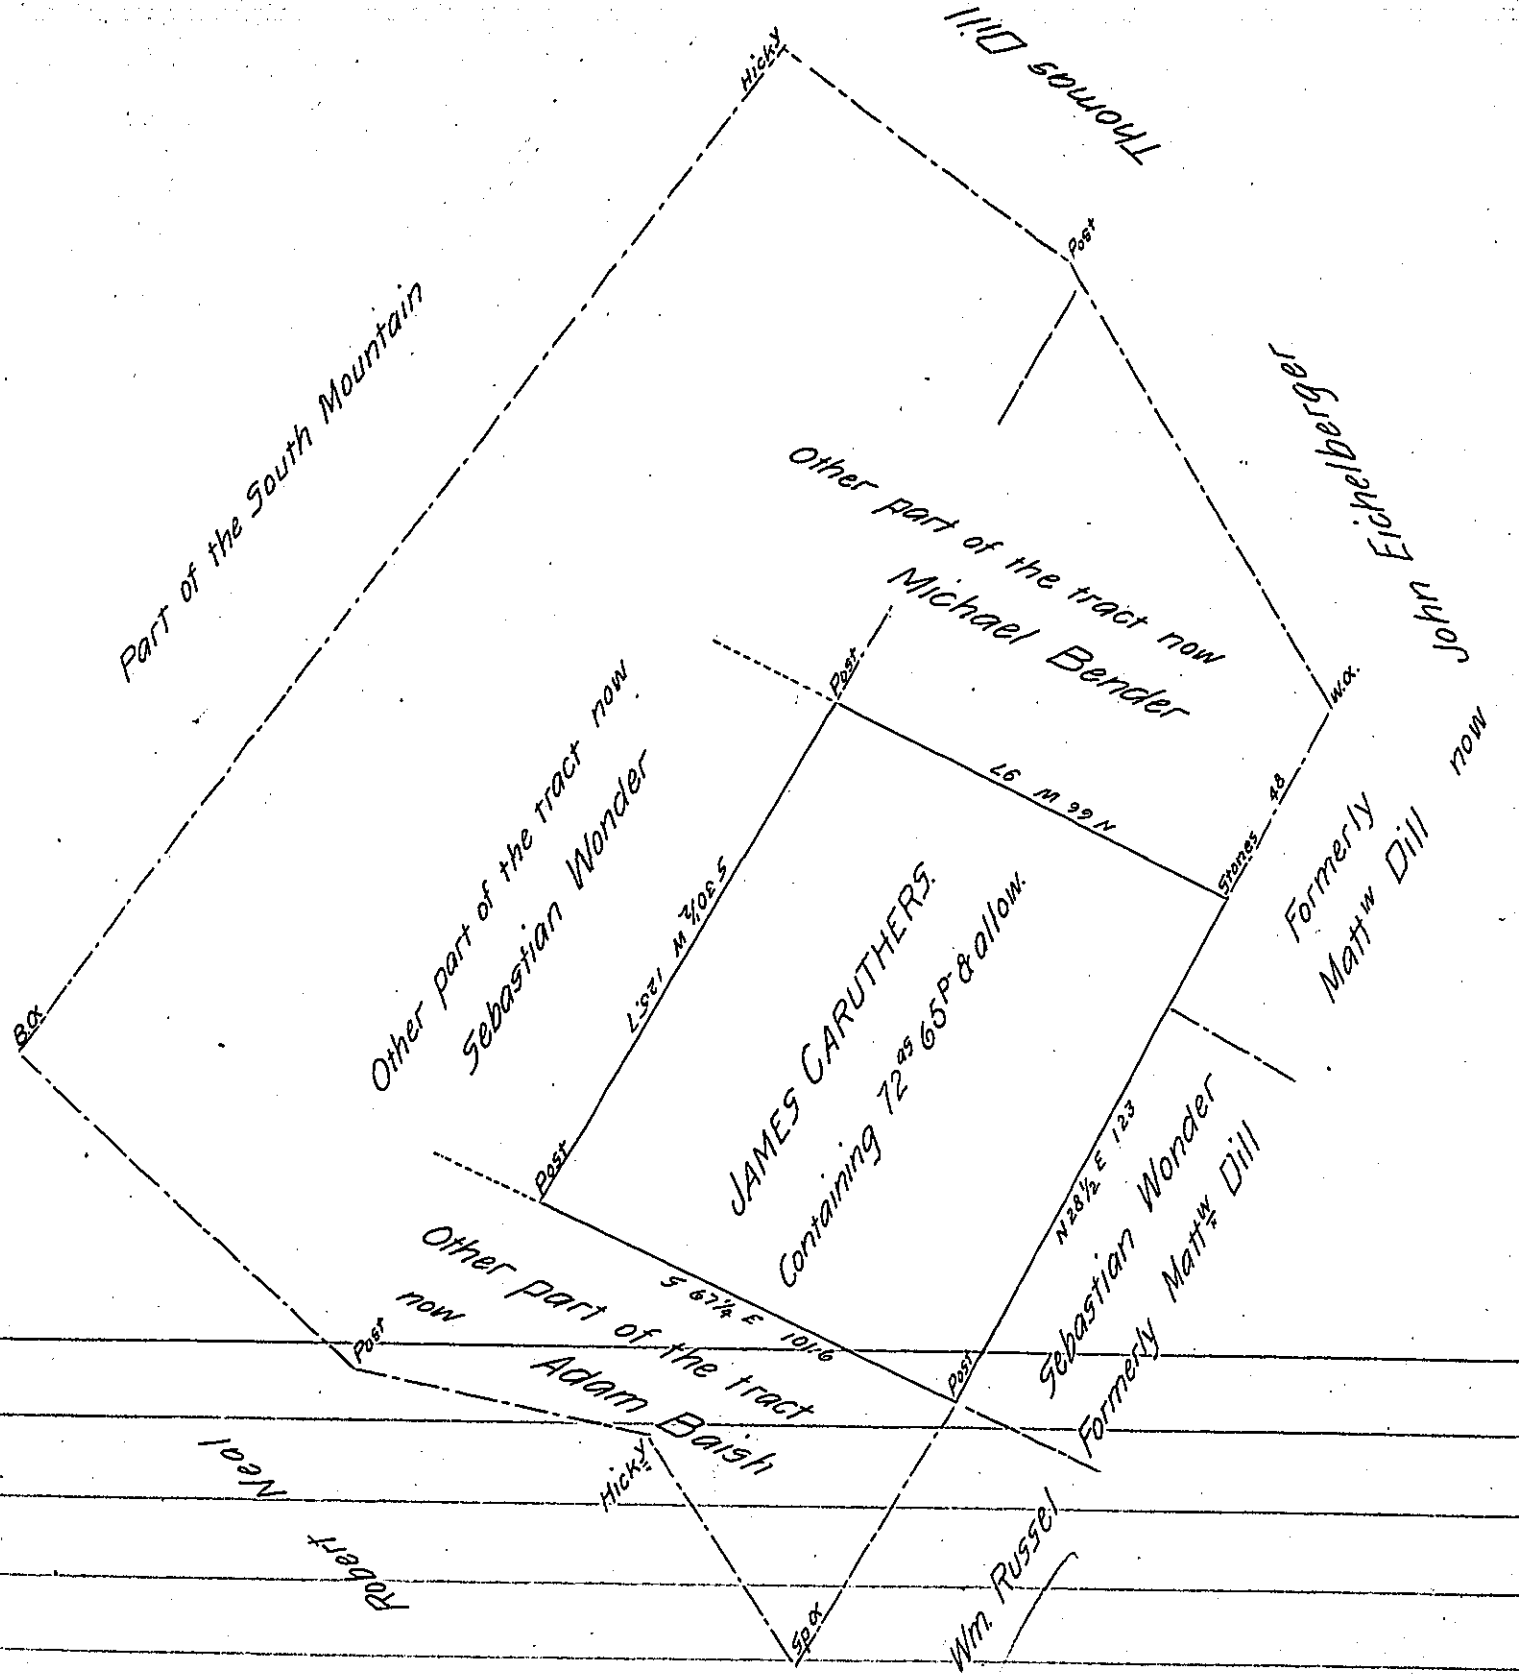 Thomas Dill
Hicky
Post
Part of the South Mountain
John Eichelberger
now
Formerly
Mattw Dill
Other part of the tract now
Michael Bender
W.O.
48
Stones
Post
N 66 W 97
Other part of the tract now
Sebastian Wonder
S 30½ W 125.7
JAMES CARUTHERS.
Containing 72as 65P & allow.
B.O.
Post
N 28½ E 123
Sebastian Wonder
Formerly Mattw Dill
S 67¼ E 101.6
Other part of the tract
now
Adam Baish
Post
Post
Hicky
Robert Neal
Sp O
Wm. Russel